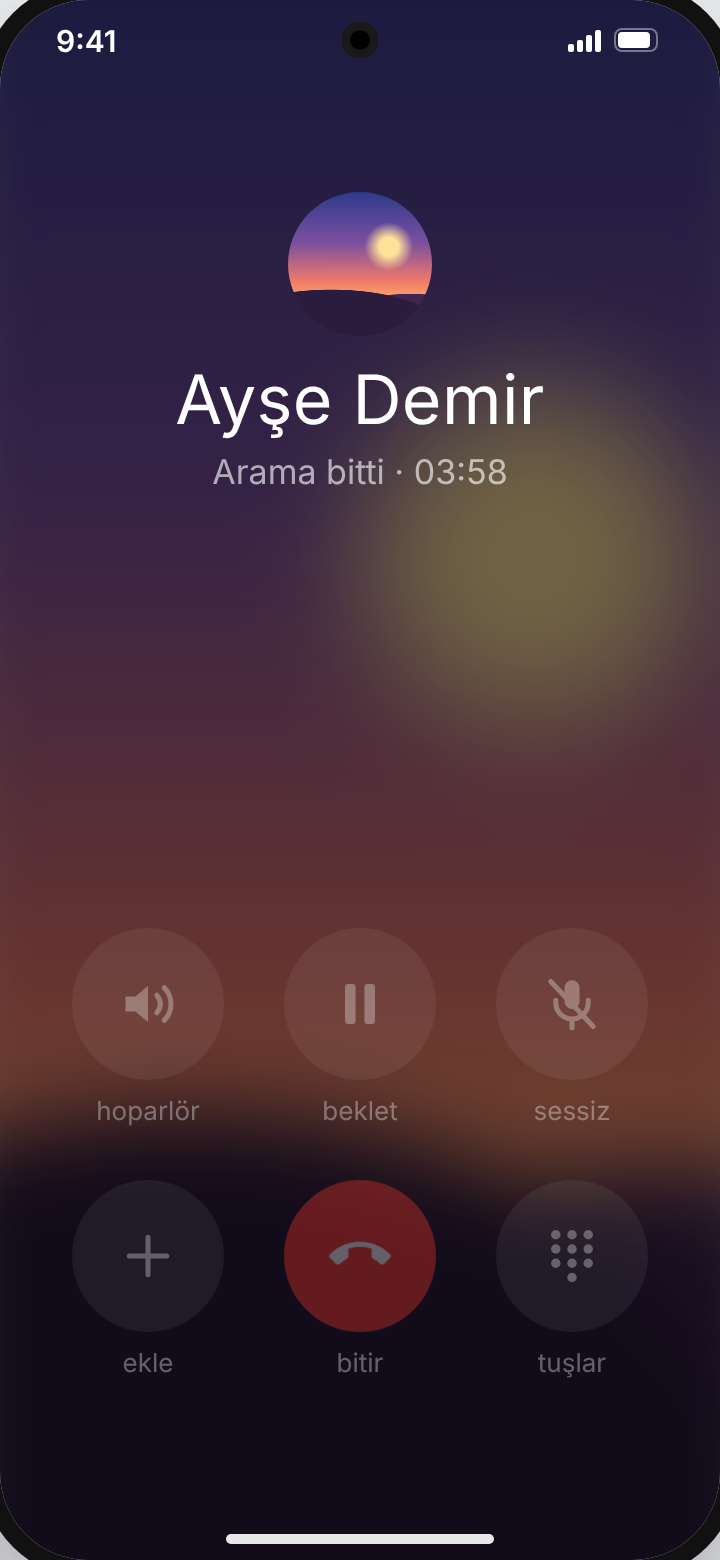 9:41
Ayşe Demir
Arama bitti · 03:58
hoparlör
beklet
sessiz
ekle
bitir
tuşlar